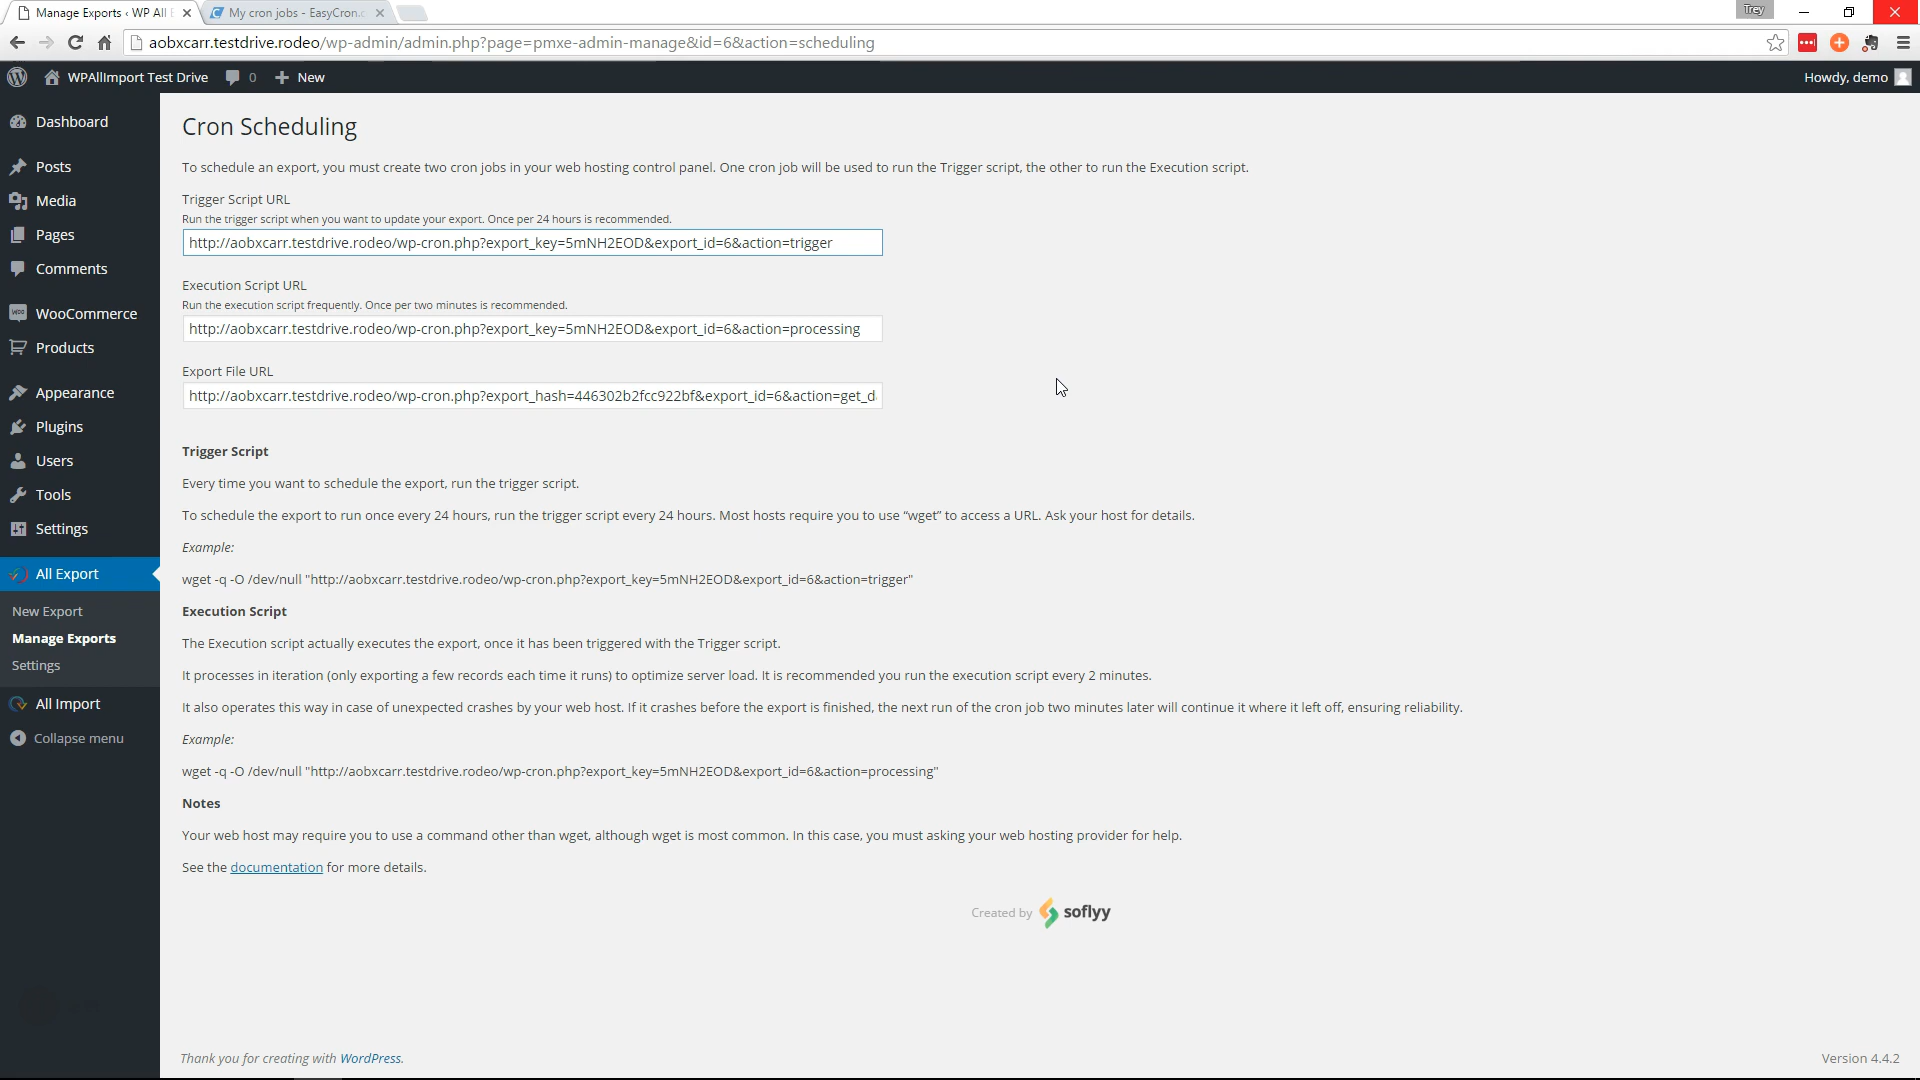 Manage Exports ‹ WP All E
My cron jobs - EasyCron.c
Trey
aobxcarr.testdrive.rodeo/wp-admin/admin.php?page=pmxe-admin-manage&id=6&action=scheduling
WPAllImport Test Drive
0
New
Howdy, demo
Dashboard
Posts
Media
Pages
Comments
WooCommerce
Products
Appearance
Plugins
Users
Tools
Settings
All Export
New Export
Manage Exports
Settings
All Import
Collapse menu
Cron Scheduling
To schedule an export, you must create two cron jobs in your web hosting control panel. One cron job will be used to run the Trigger script, the other to run the Execution script.
Trigger Script URL
Run the trigger script when you want to update your export. Once per 24 hours is recommended.
http://aobxcarr.testdrive.rodeo/wp-cron.php?export_key=5mNH2EOD&export_id=6&action=trigger
Execution Script URL
Run the execution script frequently. Once per two minutes is recommended.
http://aobxcarr.testdrive.rodeo/wp-cron.php?export_key=5mNH2EOD&export_id=6&action=processing
Export File URL
http://aobxcarr.testdrive.rodeo/wp-cron.php?export_hash=446302b2fcc922bf&export_id=6&action=get_d
Trigger Script
Every time you want to schedule the export, run the trigger script.
To schedule the export to run once every 24 hours, run the trigger script every 24 hours. Most hosts require you to use “wget” to access a URL. Ask your host for details.
Example:
wget -q -O /dev/null "http://aobxcarr.testdrive.rodeo/wp-cron.php?export_key=5mNH2EOD&export_id=6&action=trigger"
Execution Script
The Execution script actually executes the export, once it has been triggered with the Trigger script.
It processes in iteration (only exporting a few records each time it runs) to optimize server load. It is recommended you run the execution script every 2 minutes.
It also operates this way in case of unexpected crashes by your web host. If it crashes before the export is finished, the next run of the cron job two minutes later will continue it where it left off, ensuring reliability.
Example:
wget -q -O /dev/null "http://aobxcarr.testdrive.rodeo/wp-cron.php?export_key=5mNH2EOD&export_id=6&action=processing"
Notes
Your web host may require you to use a command other than wget, although wget is most common. In this case, you must asking your web hosting provider for help.
See the documentation for more details.
Created by soflyy
Thank you for creating with WordPress.
Version 4.4.2